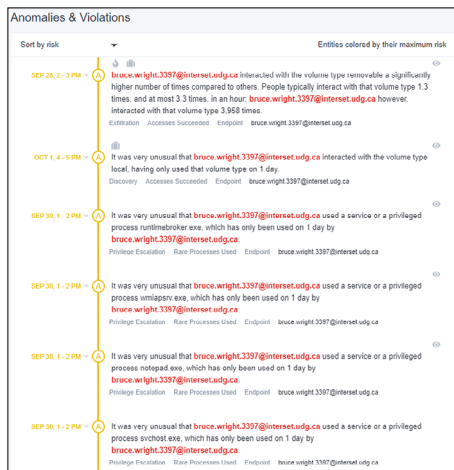 Anomalies & Violations
Sort by risk
Entities colored by their maximum risk
SEP 28, 2 - 3 PM
A
bruce.wright.3397@interset.udg.ca interacted with the volume type removable a significantly
higher number of times compared to others. People typically interact with that volume type 1.3
times, and at most 3.3 times, in an hour; bruce.wright.3397@interset.udg.ca however,
interacted with that volume type 3,958 times.
Exfiltration Accesses Succeeded Endpoint bruce.wright.3397@interset.udg.ca
OCT 1, 4 - 5 PM
A
It was very unusual that bruce.wright.3397@interset.udg.ca interacted with the volume type
local, having only used that volume type on 1 day.
Discovery Accesses Succeeded Endpoint bruce.wright.3397@interset.udg.ca
SEP 30, 1 - 2 PM
A
It was very unusual that bruce.wright.3397@interset.udg.ca used a service or a privileged
process runtimebroker.exe, which has only been used on 1 day by
bruce.wright.3397@interset.udg.ca.
Privilege Escalation Rare Processes Used Endpoint bruce.wright.3397@interset.udg.ca
SEP 30, 1 - 2 PM
A
It was very unusual that bruce.wright.3397@interset.udg.ca used a service or a privileged
process wmiapsrv.exe, which has only been used on 1 day by
bruce.wright.3397@interset.udg.ca.
Privilege Escalation Rare Processes Used Endpoint bruce.wright.3397@interset.udg.ca
SEP 30, 1 - 2 PM
A
It was very unusual that bruce.wright.3397@interset.udg.ca used a service or a privileged
process notepad.exe, which has only been used on 1 day by
bruce.wright.3397@interset.udg.ca.
Privilege Escalation Rare Processes Used Endpoint bruce.wright.3397@interset.udg.ca
SEP 30, 1 - 2 PM
A
It was very unusual that bruce.wright.3397@interset.udg.ca used a service or a privileged
process svchost.exe, which has only been used on 1 day by
bruce.wright.3397@interset.udg.ca.
Privilege Escalation Rare Processes Used Endpoint bruce.wright.3397@interset.udg.ca